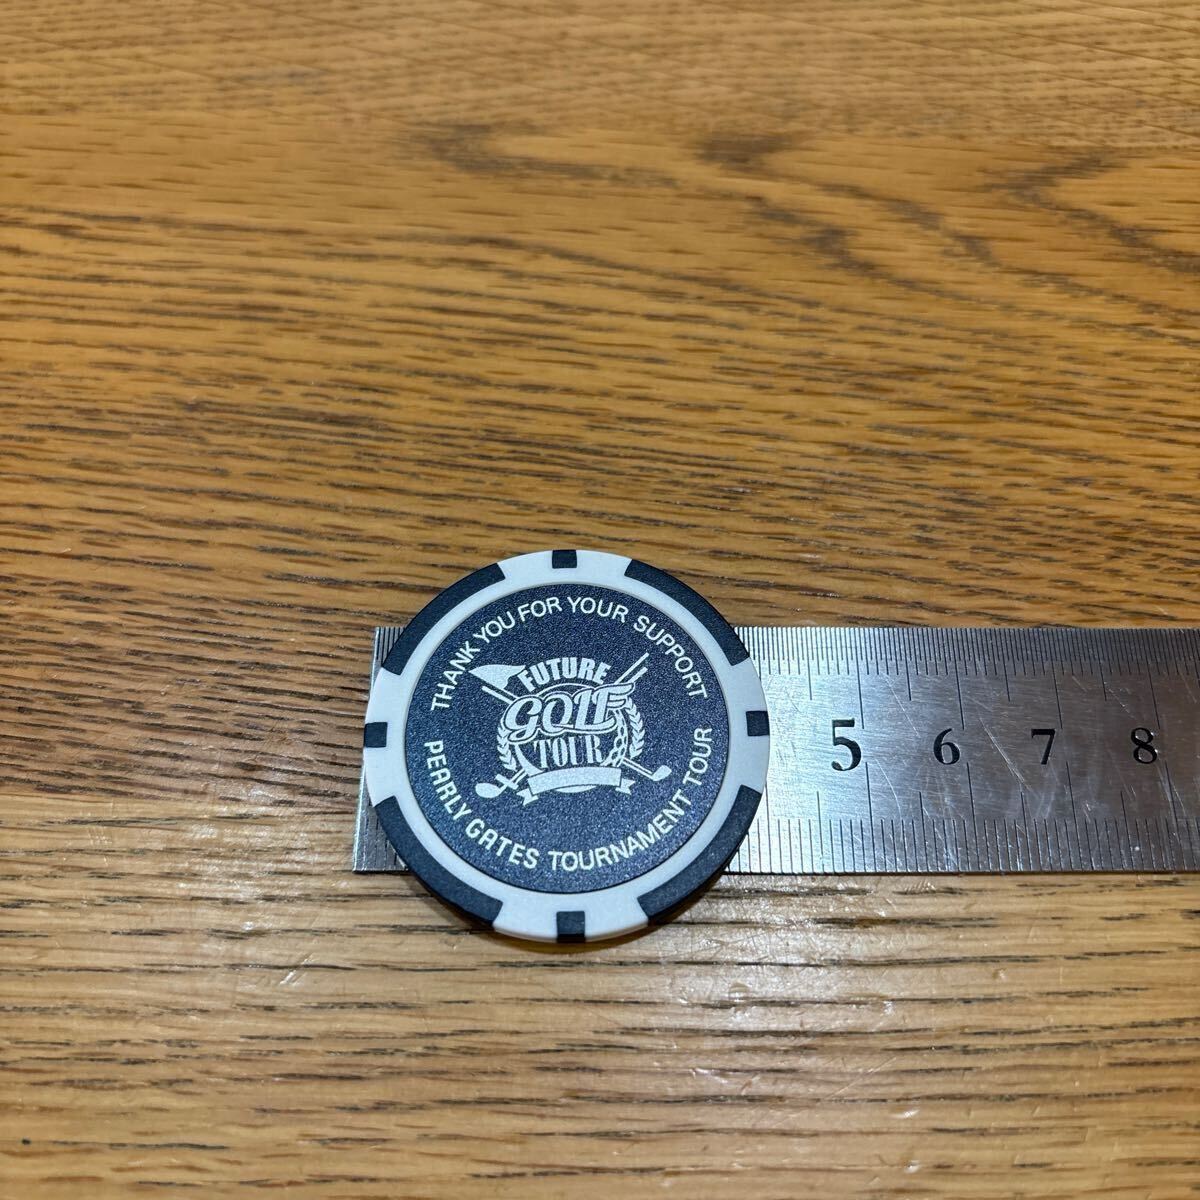 THANK YOU FOR YOUR SUPPORT
FUTURE
GOLF
TOUR
PEARLY GATES TOURNAMENT TOUR
5 6 7 8